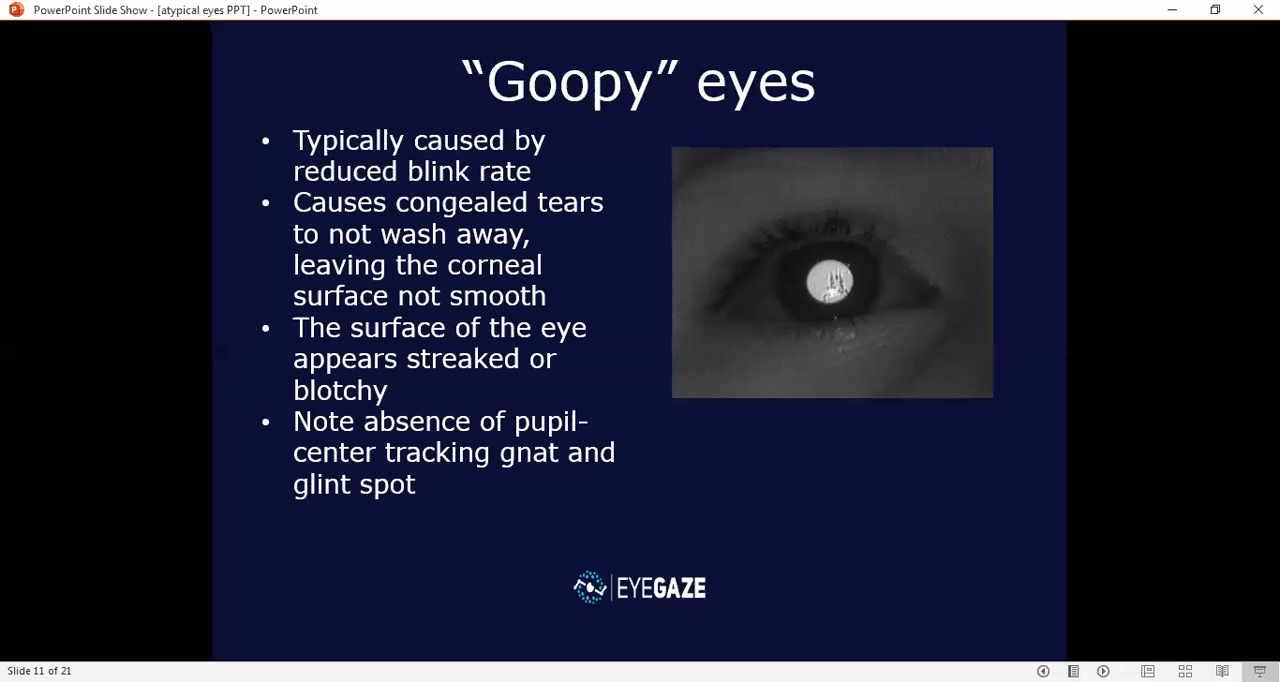 PowerPoint Slide Show - [atypical eyes PPT] - PowerPoint
“Goopy” eyes
• Typically caused by
reduced blink rate
• Causes congealed tears
to not wash away,
leaving the corneal
surface not smooth
• The surface of the eye
appears streaked or
blotchy
• Note absence of pupil-
center tracking gnat and
glint spot
EYEGAZE
Slide 11 of 21